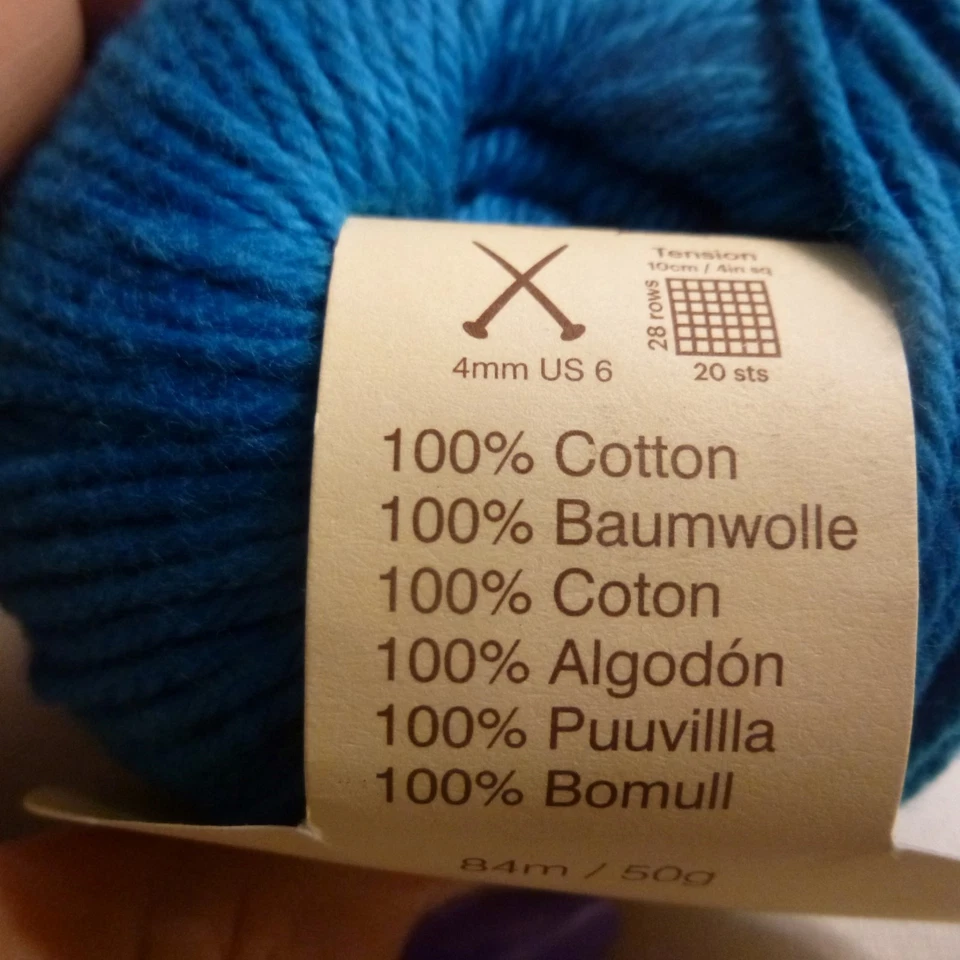 Tension
10cm / 4in sq
28 rows
20 sts
4mm US 6
100% Cotton
100% Baumwolle
100% Coton
100% Algodón
100% Puuvillla
100% Bomull
84m / 50g